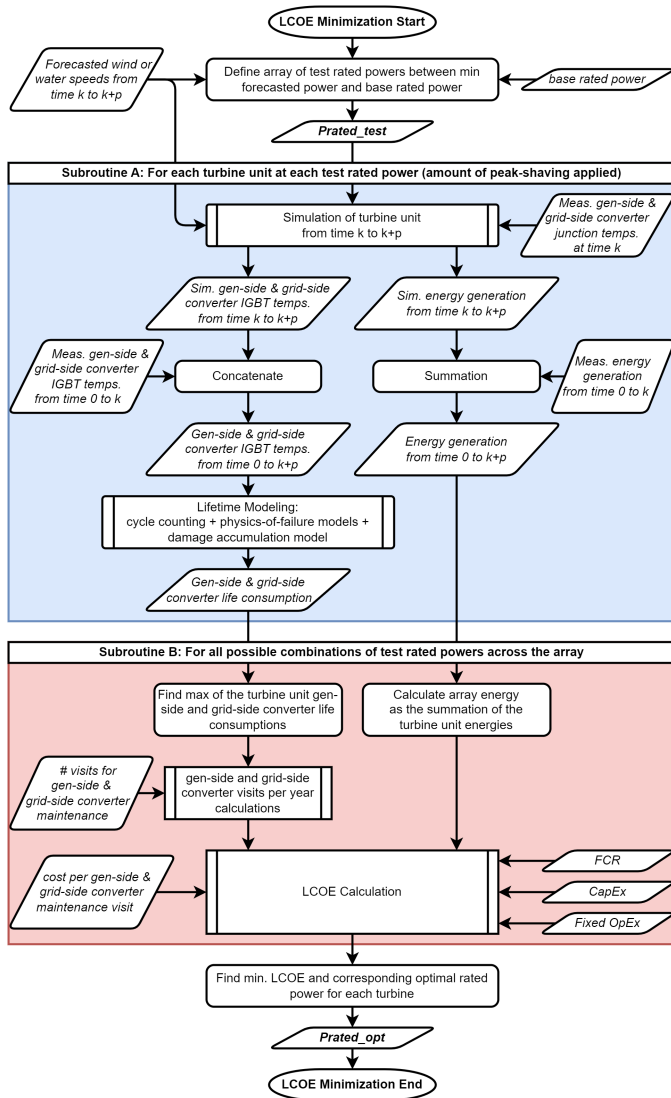 LCOE Minimization Start
Forecasted wind or
water speeds from
time k to k+p
Define array of test rated powers between min
forecasted power and base rated power
base rated power
Prated_test
Subroutine A: For each turbine unit at each test rated power (amount of peak-shaving applied)
Simulation of turbine unit
from time k to k+p
Meas. gen-side &
grid-side converter
junction temps.
at time k
Sim. gen-side & grid-side
converter IGBT temps.
from time k to k+p
Sim. energy generation
from time k to k+p
Meas. gen-side &
grid-side converter
IGBT temps.
from time 0 to k
Concatenate
Summation
Meas. energy
generation
from time 0 to k
Gen-side & grid-side
converter IGBT temps.
from time 0 to k+p
Energy generation
from time 0 to k+p
Lifetime Modeling:
cycle counting + physics-of-failure models +
damage accumulation model
Gen-side & grid-side
converter life consumption
Subroutine B: For all possible combinations of test rated powers across the array
Find max of the turbine unit gen-
side and grid-side converter life
consumptions
Calculate array energy
as the summation of the
turbine unit energies
# visits for
gen-side &
grid-side converter
maintenance
gen-side and grid-side
converter visits per year
calculations
cost per gen-side &
grid-side converter
maintenance visit
LCOE Calculation
FCR
CapEx
Fixed OpEx
Find min. LCOE and corresponding optimal rated
power for each turbine
Prated_opt
LCOE Minimization End